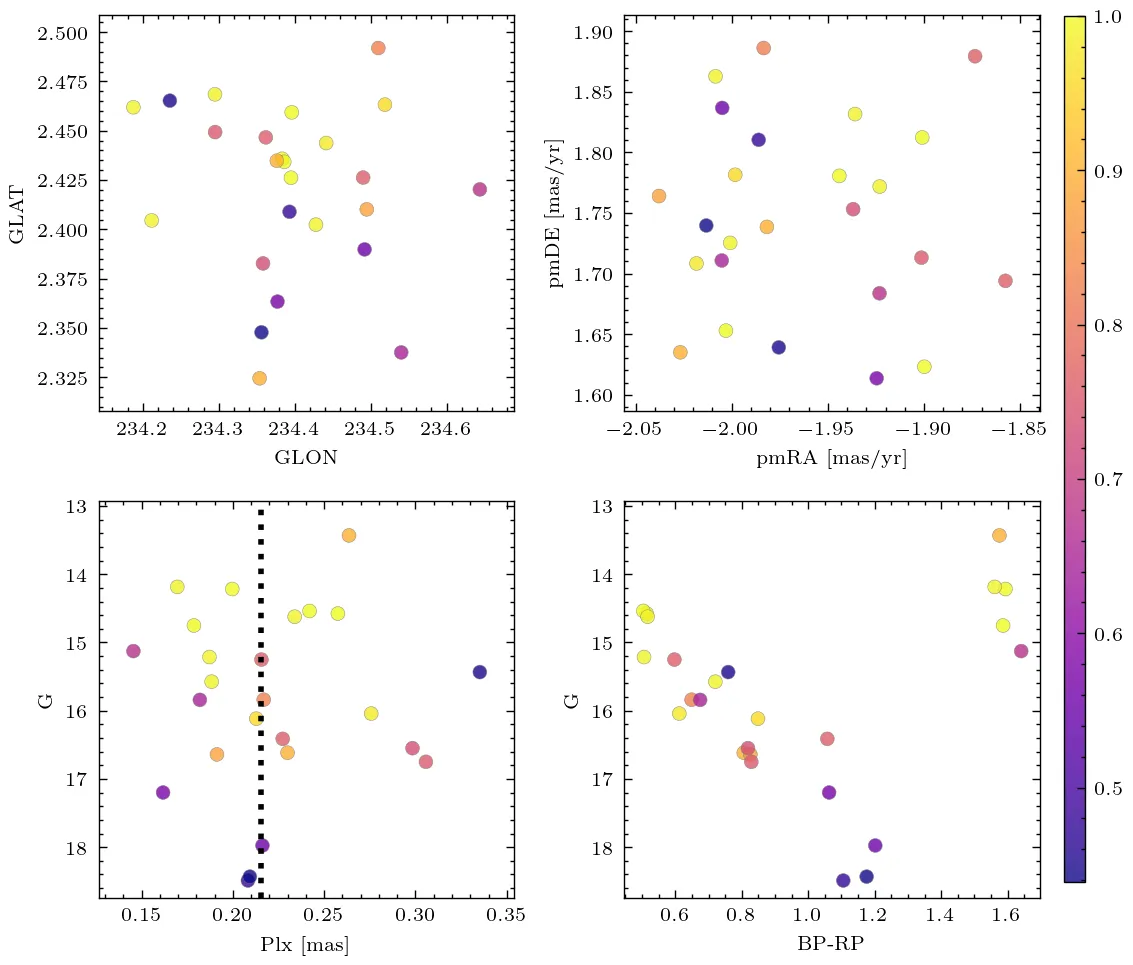 2.500
2.475
2.450
2.425
2.400
2.375
2.350
2.325
GLAT
234.2 234.3 234.4 234.5 234.6
GLON
1.90
1.85
1.80
1.75
1.70
1.65
1.60
pmDE [mas/yr]
−2.05 −2.00 −1.95 −1.90 −1.85
pmRA [mas/yr]
13
14
15
16
17
18
G
0.15 0.20 0.25 0.30 0.35
Plx [mas]
13
14
15
16
17
18
G
0.6 0.8 1.0 1.2 1.4 1.6
BP-RP
1.0
0.9
0.8
0.7
0.6
0.5